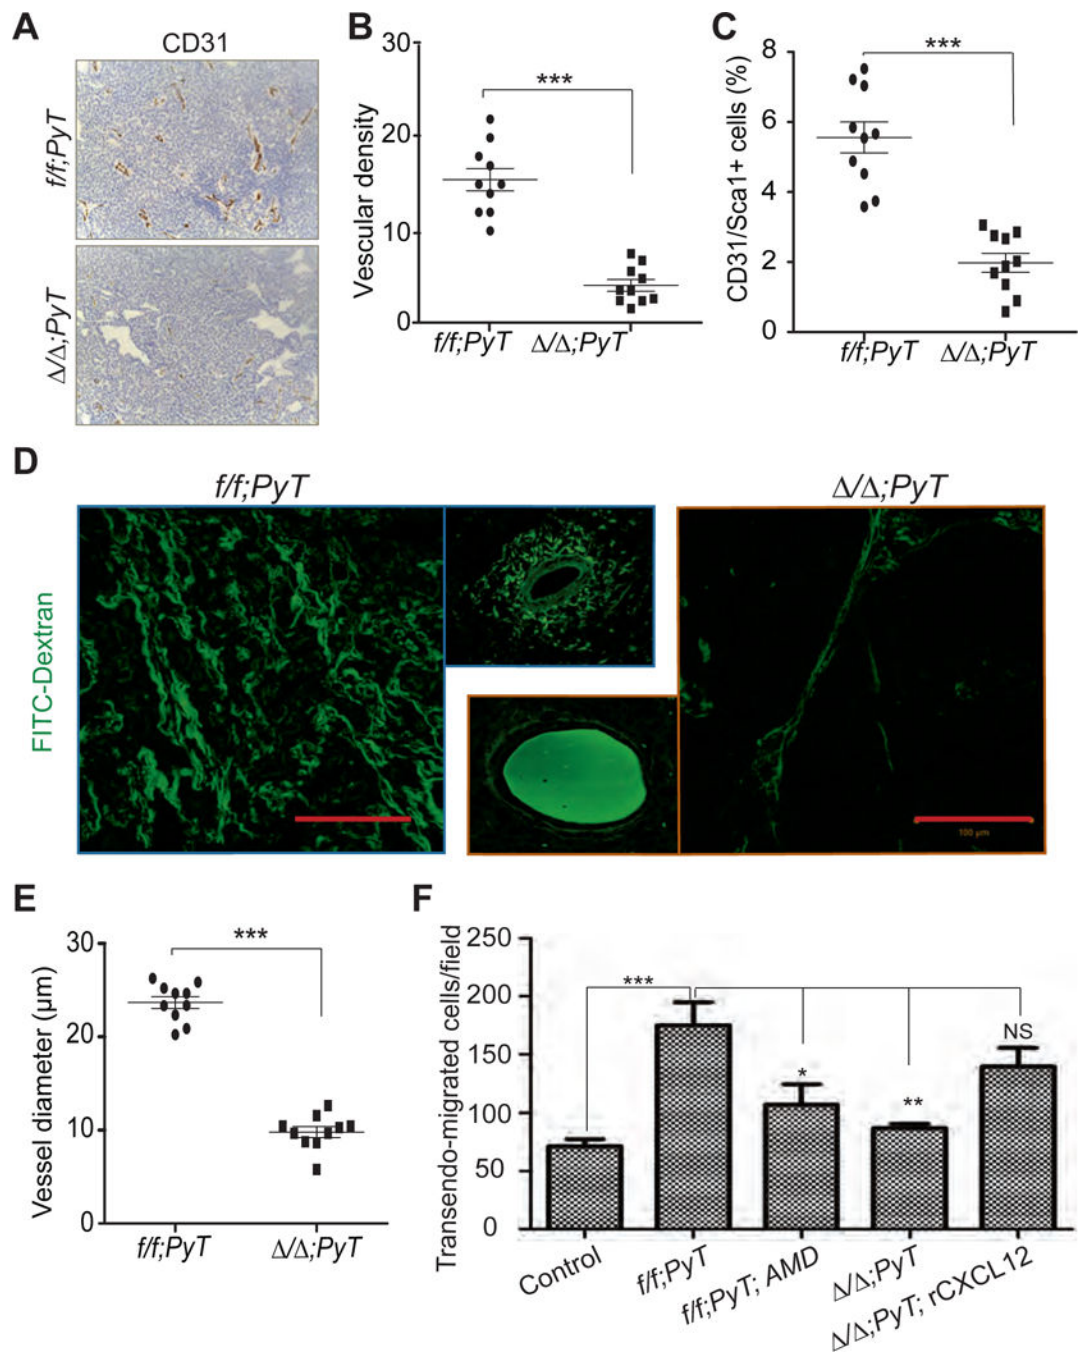 A
CD31
f/f;PyT
Δ/Δ;PyT
B
Vescular density
30
20
10
0
***
f/f;PyT
Δ/Δ;PyT
C
CD31/Sca1+ cells (%)
8
6
4
2
0
***
f/f;PyT
Δ/Δ;PyT
D
f/f;PyT
Δ/Δ;PyT
FITC-Dextran
100 µm
E
Vessel diameter (µm)
30
20
10
0
***
f/f;PyT
Δ/Δ;PyT
F
Transendo-migrated cells/field
250
200
150
100
50
0
***
*
**
NS
Control
f/f;PyT
f/f;PyT; AMD
Δ/Δ;PyT
Δ/Δ;PyT; rCXCL12